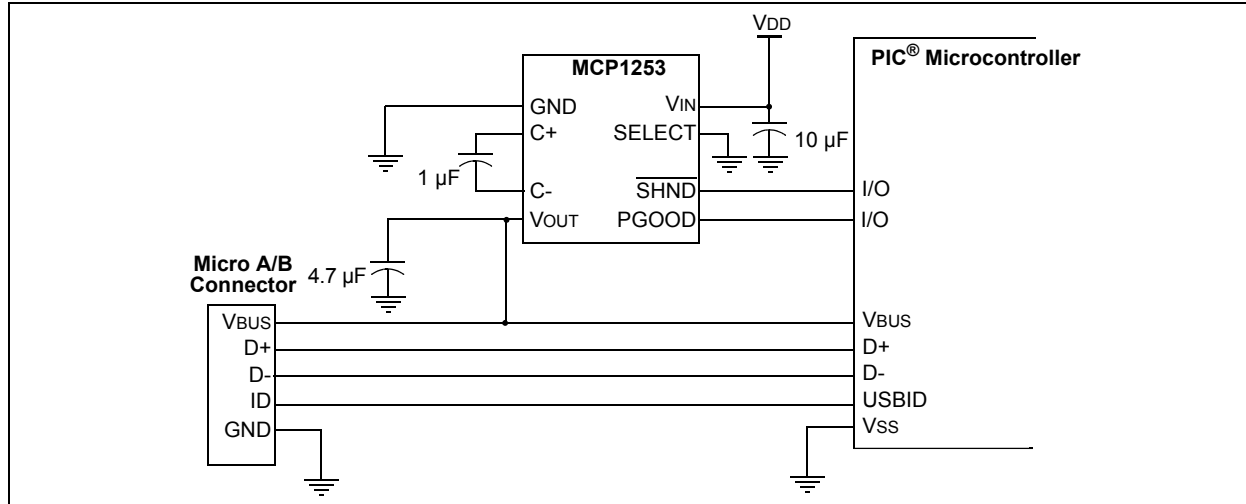 VDD
MCP1253
PIC® Microcontroller
GND
VIN
C+
SELECT
10 µF
1 µF
C-
SHND
I/O
VOUT
PGOOD
I/O
Micro A/B
Connector
4.7 µF
VBUS
VBUS
D+
D+
D-
D-
ID
USBID
GND
VSS